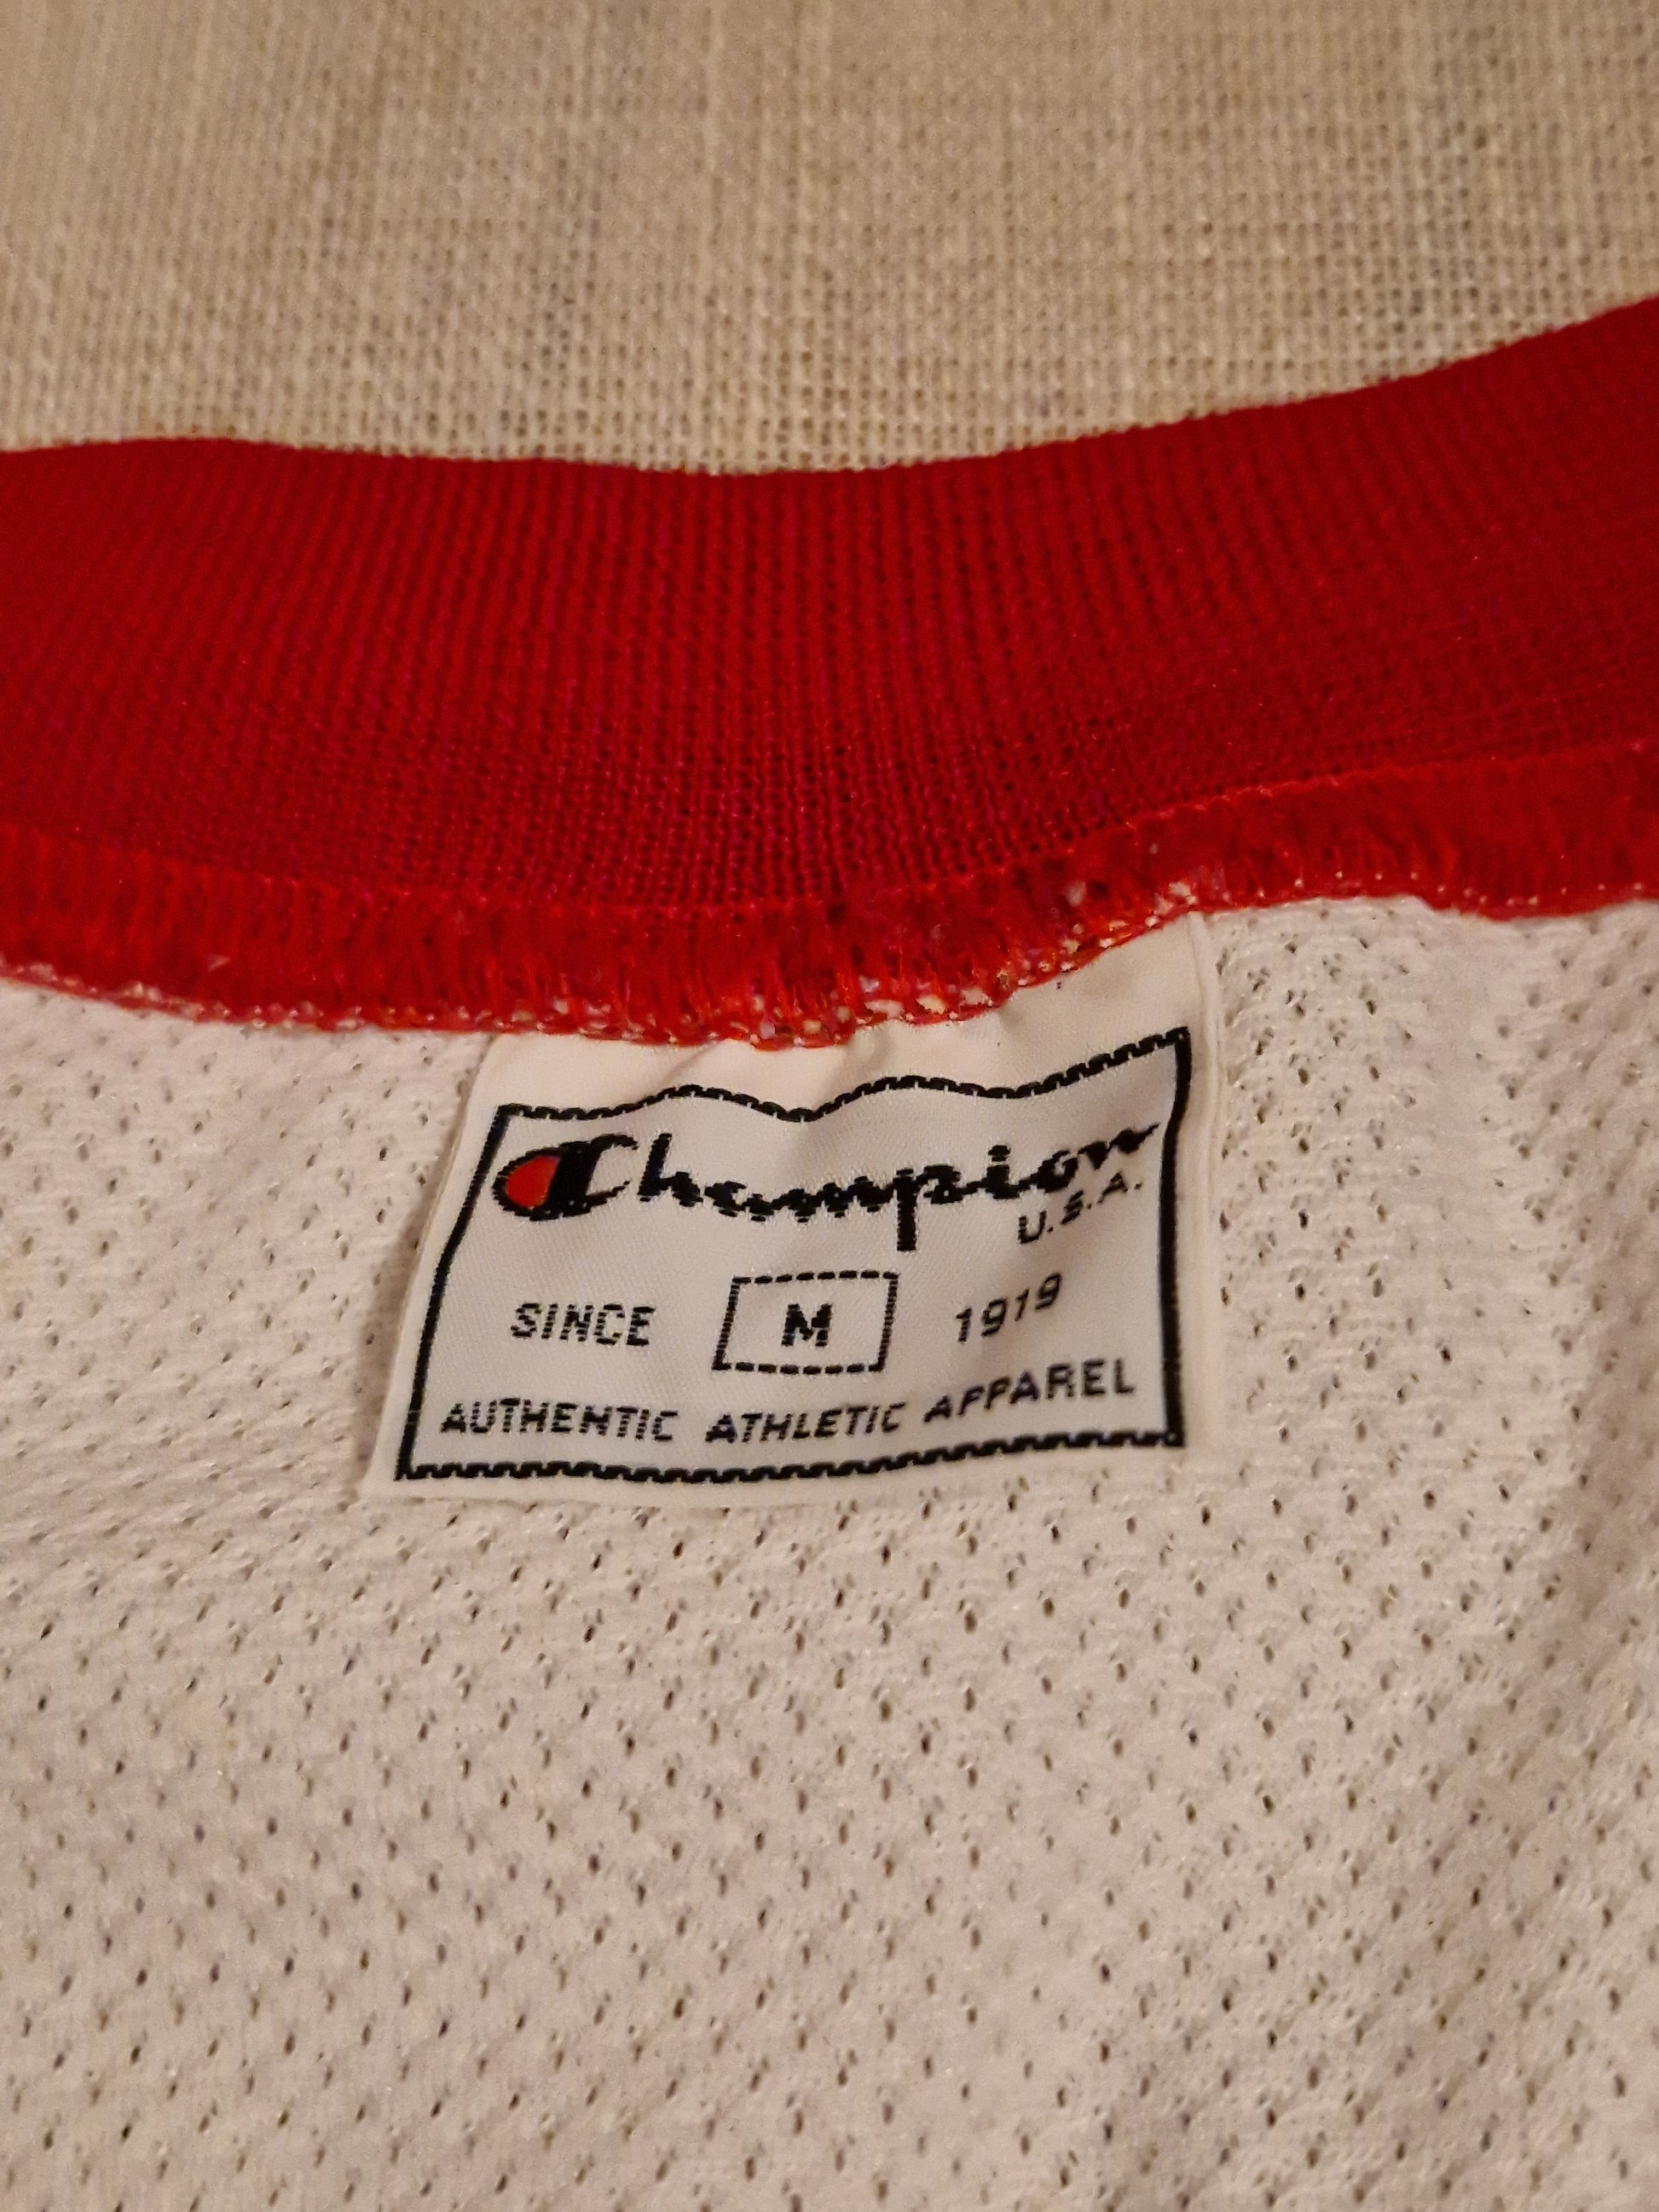 Champion
U.S.A.
SINCE M 1919
AUTHENTIC ATHLETIC APPAREL